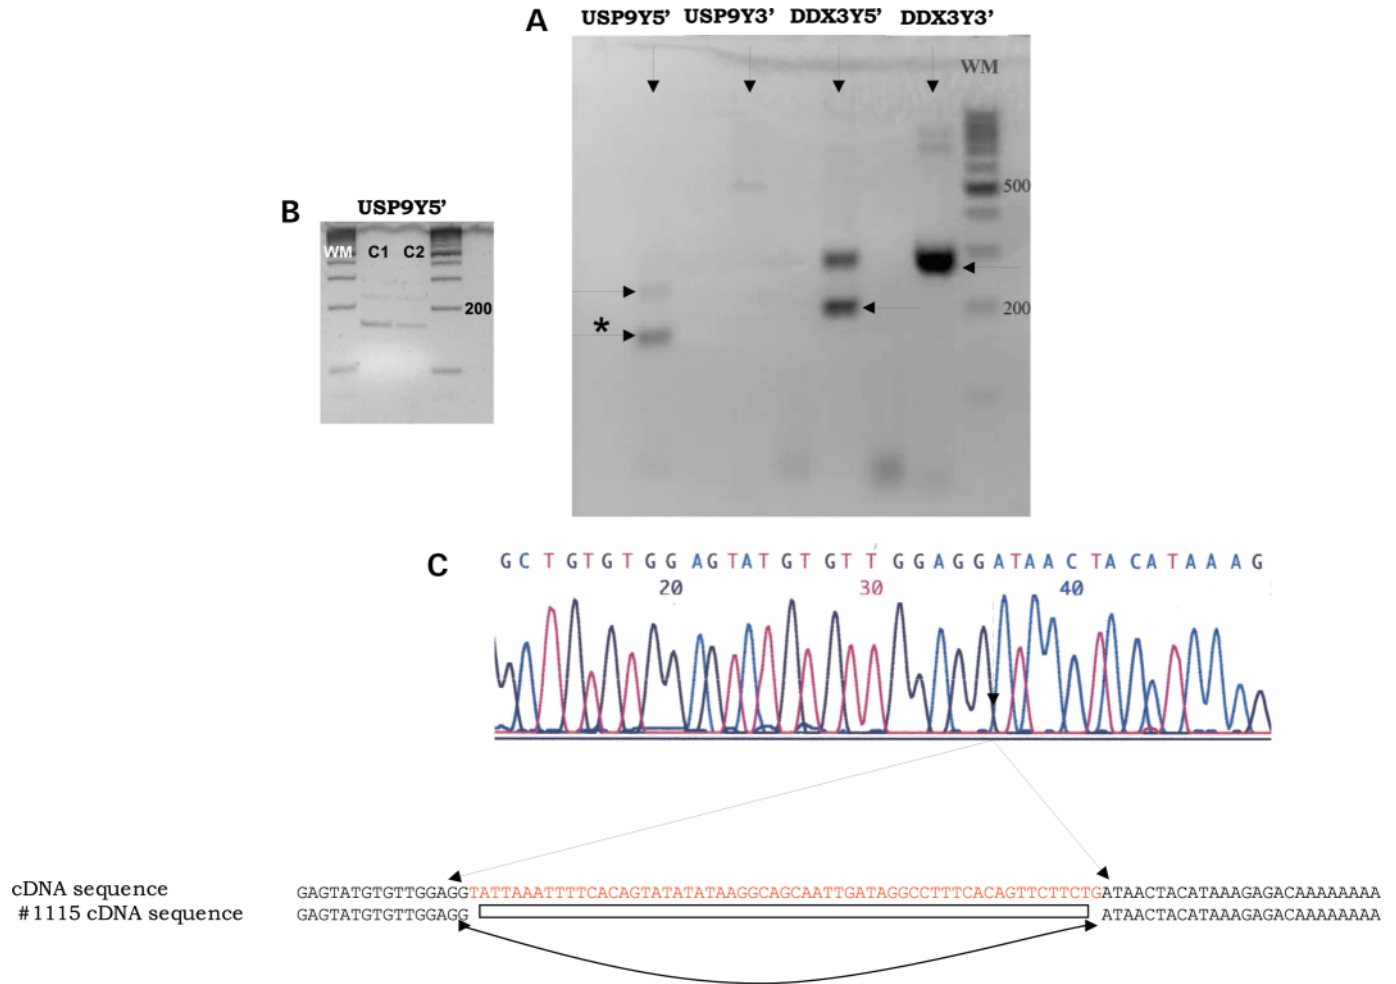 A USP9Y5’ USP9Y3’ DDX3Y5’ DDX3Y3’
WM
500
200
*
B USP9Y5’
WM C1 C2
200
C G C T G T G T G G A G T A T G T G T T G G A G G A T A A C T A C A T A A A G
20 30 40
cDNA sequence GAGTATGTGTTGGAGGTATTAAATTTTCACAGTATATATAAGGCAGCAATTGATAGGCCTTTCACAGTTCTTCTGATAACTACATAAAGAGACAAAAAAAA
#1115 cDNA sequence GAGTATGTGTTGGAGG ATAACTACATAAAGAGACAAAAAAAA